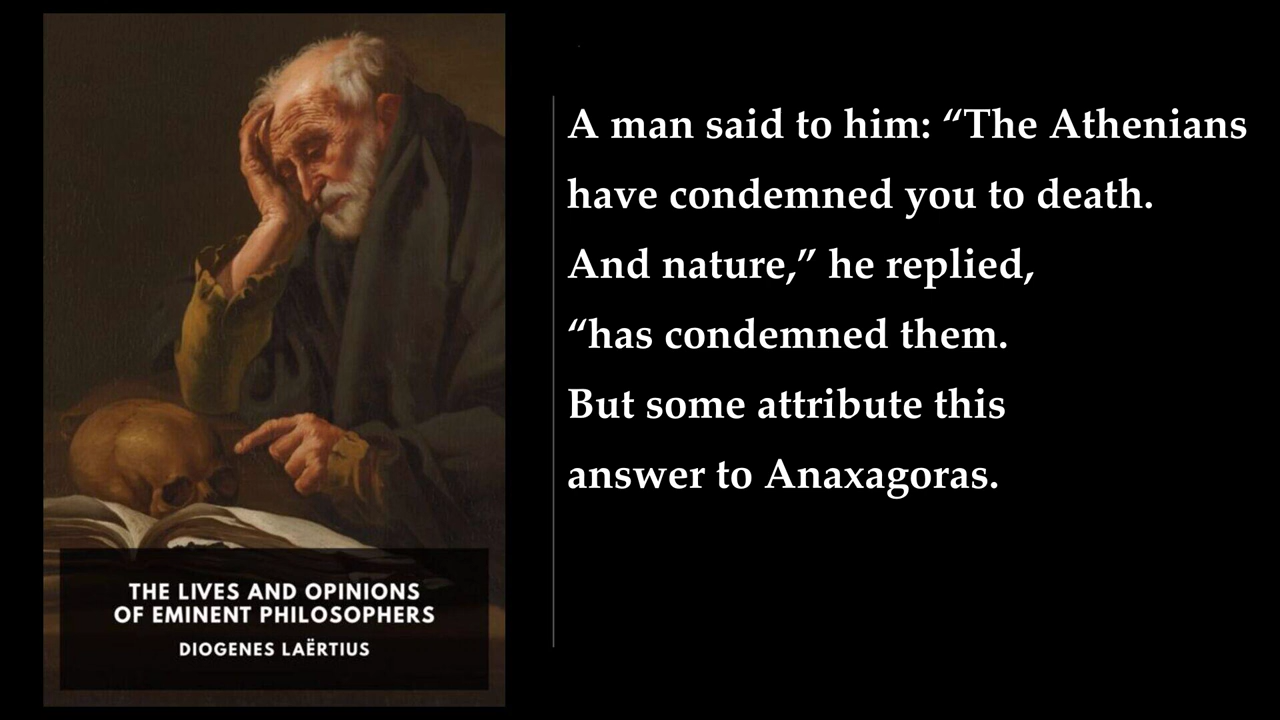 A man said to him: “The Athenians
have condemned you to death.
And nature,” he replied,
“has condemned them.
But some attribute this
answer to Anaxagoras.
THE LIVES AND OPINIONS
OF EMINENT PHILOSOPHERS
DIOGENES LAËRTIUS